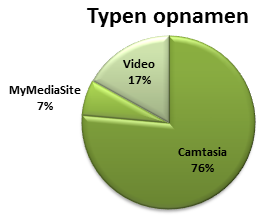 Typen opnamen
Video
17%
MyMediaSite
7%
Camtasia
76%